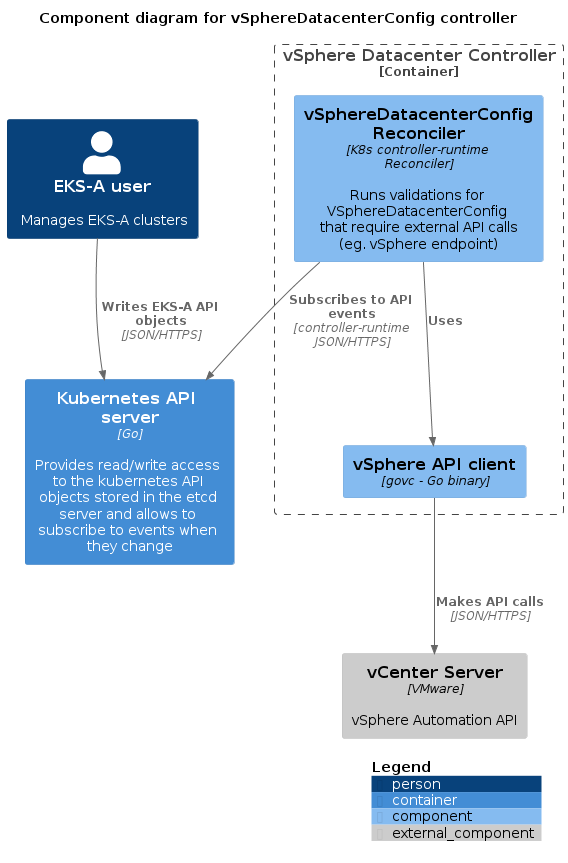 Component diagram for vSphereDatacenterConfig controller
vSphere Datacenter Controller
[Container]
vSphereDatacenterConfig
Reconciler
[K8s controller-runtime
Reconciler]
Runs validations for
VSphereDatacenterConfig
that require external API calls
(eg. vSphere endpoint)
EKS-A user
Manages EKS-A clusters
Writes EKS-A API
objects
[JSON/HTTPS]
Subscribes to API
events
[controller-runtime
JSON/HTTPS]
Uses
Kubernetes API
server
[Go]
Provides read/write access
to the kubernetes API
objects stored in the etcd
server and allows to
subscribe to events when
they change
vSphere API client
[govc - Go binary]
Makes API calls
[JSON/HTTPS]
vCenter Server
[VMware]
vSphere Automation API
Legend
person
container
component
external_component